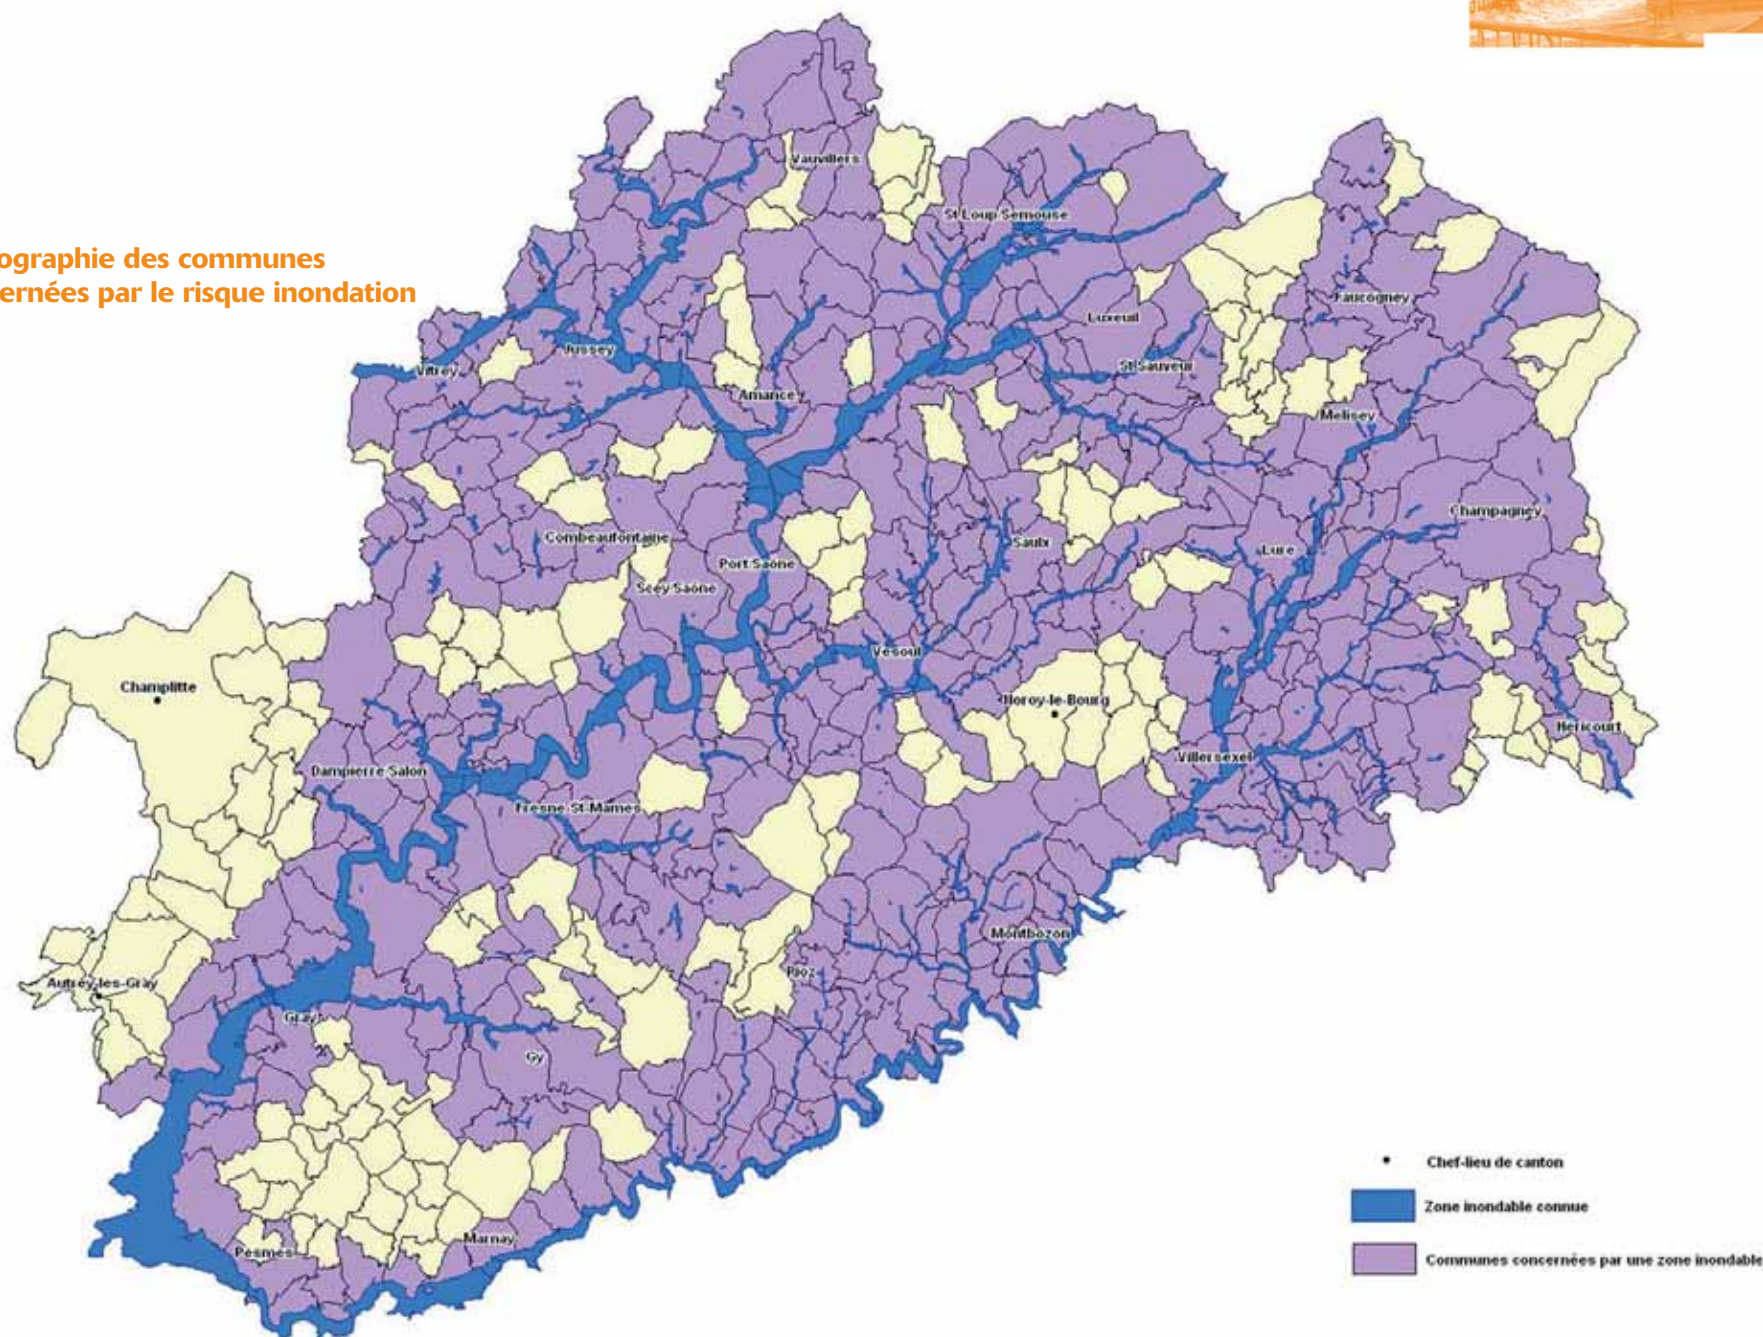 ographie des communes
ernées par le risque inondation
Vauvillers
St Loup Semouse
Faucogney
Luxeuil
Jussey
St Sauveur
Vitrey
Amance
Melisey
Champagney
Combeaufontaine
Saulx
Lure
Port Saône
Scey Saône
Vesoul
Champlitte
Noroy-le-Bourg
Héricourt
Villersexel
Dampierre Salon
Fresne-St-Mames
Montbozon
Rioz
Autrey-les-Gray
Gray
Gy
Marnay
Pesmes
Chef-lieu de canton
Zone inondable connue
Communes concernées par une zone inondable